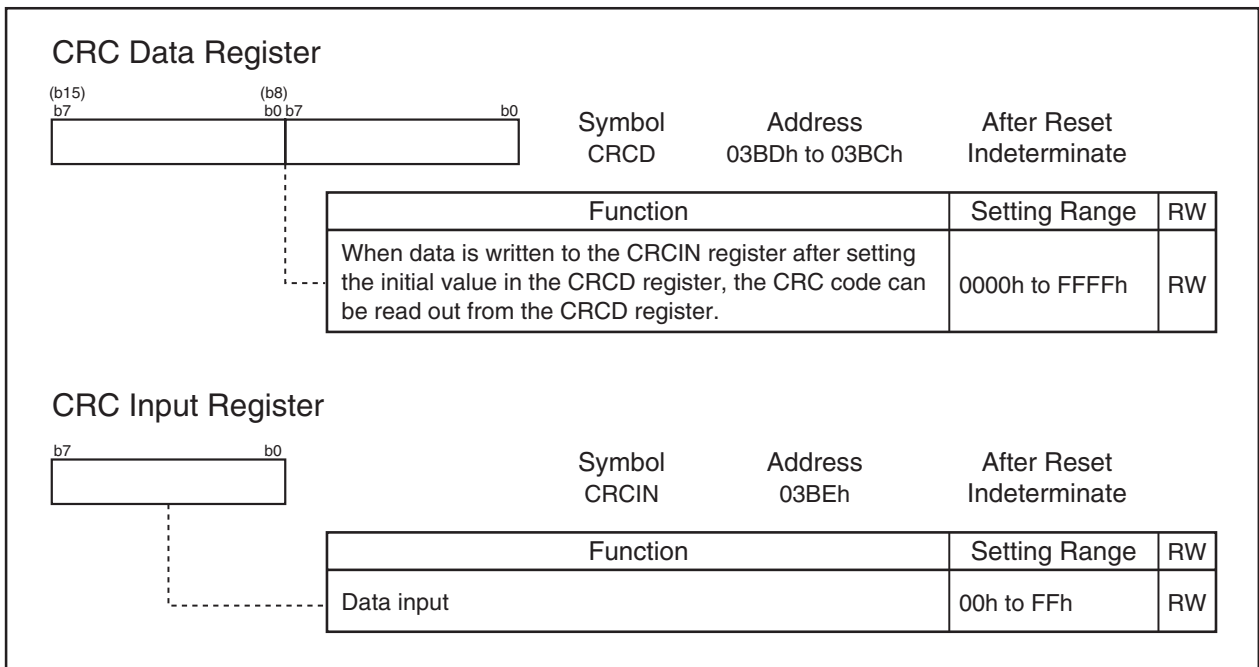 CRC Data Register
(b15) (b8)
b7 b0 b7 b0
Symbol Address After Reset
CRCD 03BDh to 03BCh Indeterminate
Function Setting Range RW
When data is written to the CRCIN register after setting
the initial value in the CRCD register, the CRC code can
be read out from the CRCD register.
0000h to FFFFh RW
CRC Input Register
b7 b0
Symbol Address After Reset
CRCIN 03BEh Indeterminate
Function Setting Range RW
Data input 00h to FFh RW